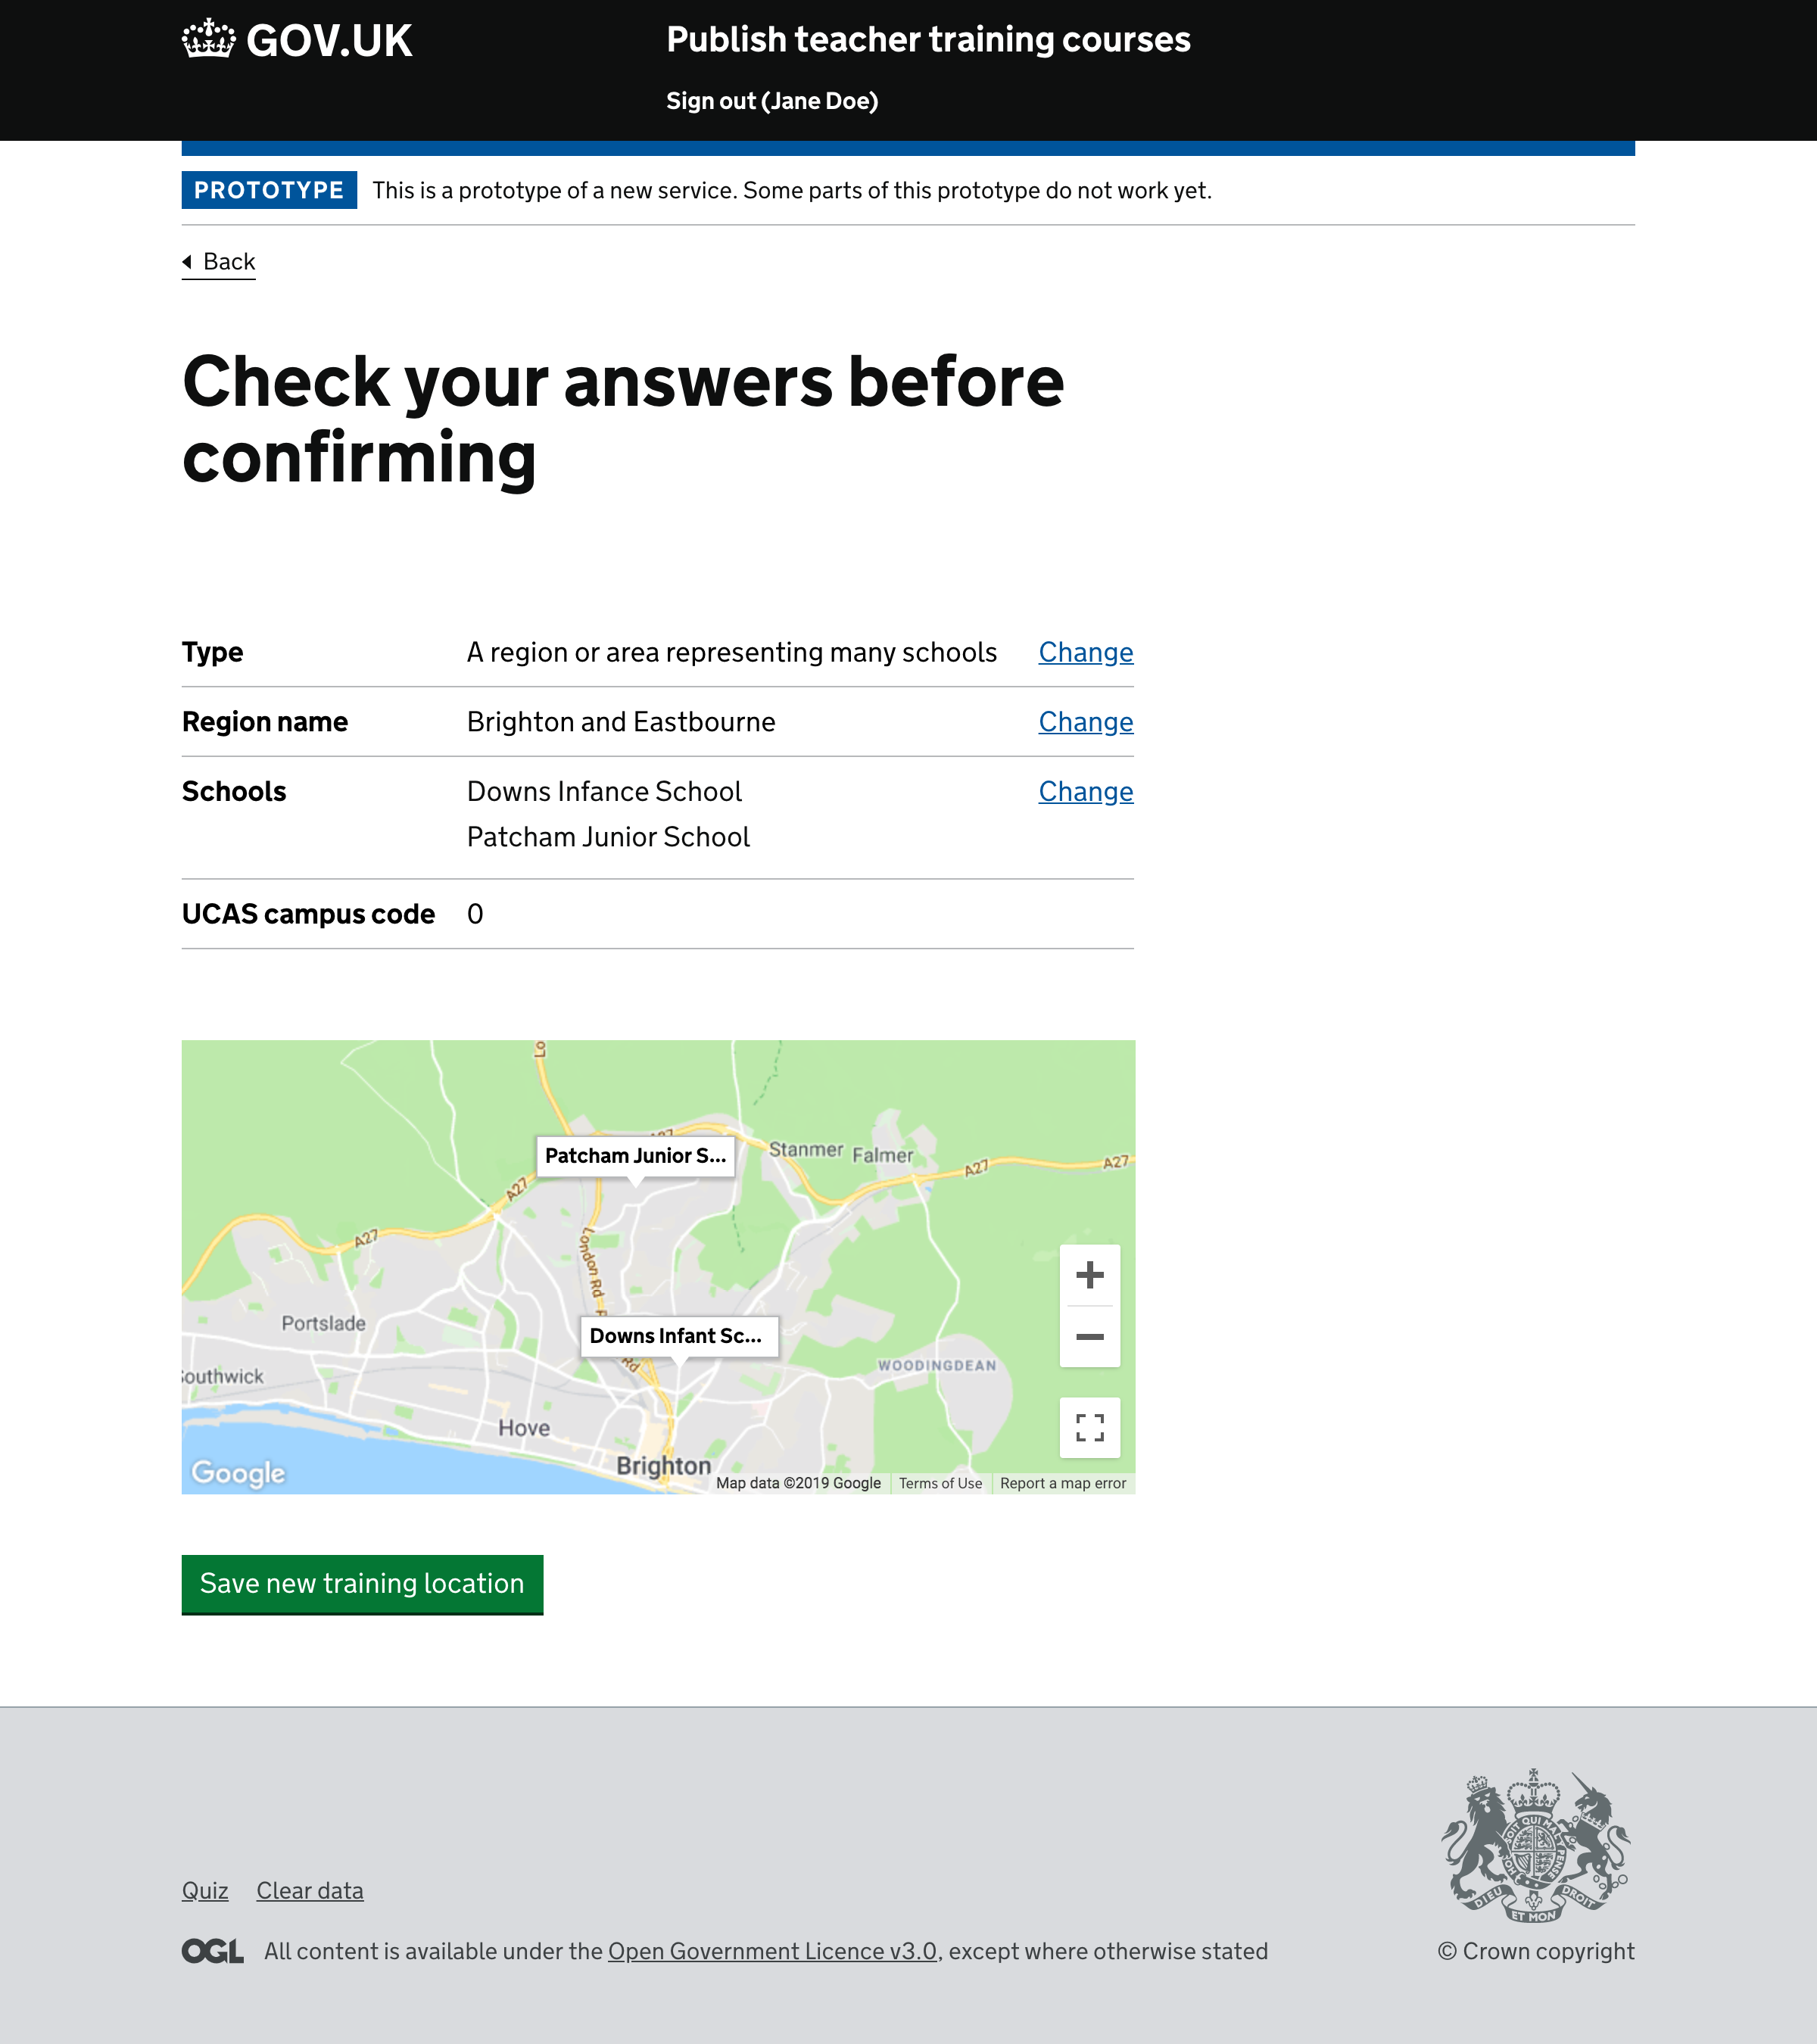 GOV.UK
Publish teacher training courses
Sign out (Jane Doe)
PROTOTYPE This is a prototype of a new service. Some parts of this prototype do not work yet.
Back
Check your answers before
confirming
Type A region or area representing many schools Change
Region name Brighton and Eastbourne Change
Schools Downs Infance School Change
Patcham Junior School
UCAS campus code 0
Lo
A27
Patcham Junior S...
Stanmer
Falmer
A27
A27
A27
A27
London Rd
Portslade
Downs Infant Sc...
Rd
WOODINGDEAN
Southwick
Hove
Brighton
Google
Map data ©2019 Google Terms of Use Report a map error
Save new training location
Quiz Clear data
DIEU ET MON DROIT
OGL All content is available under the Open Government Licence v3.0, except where otherwise stated
© Crown copyright